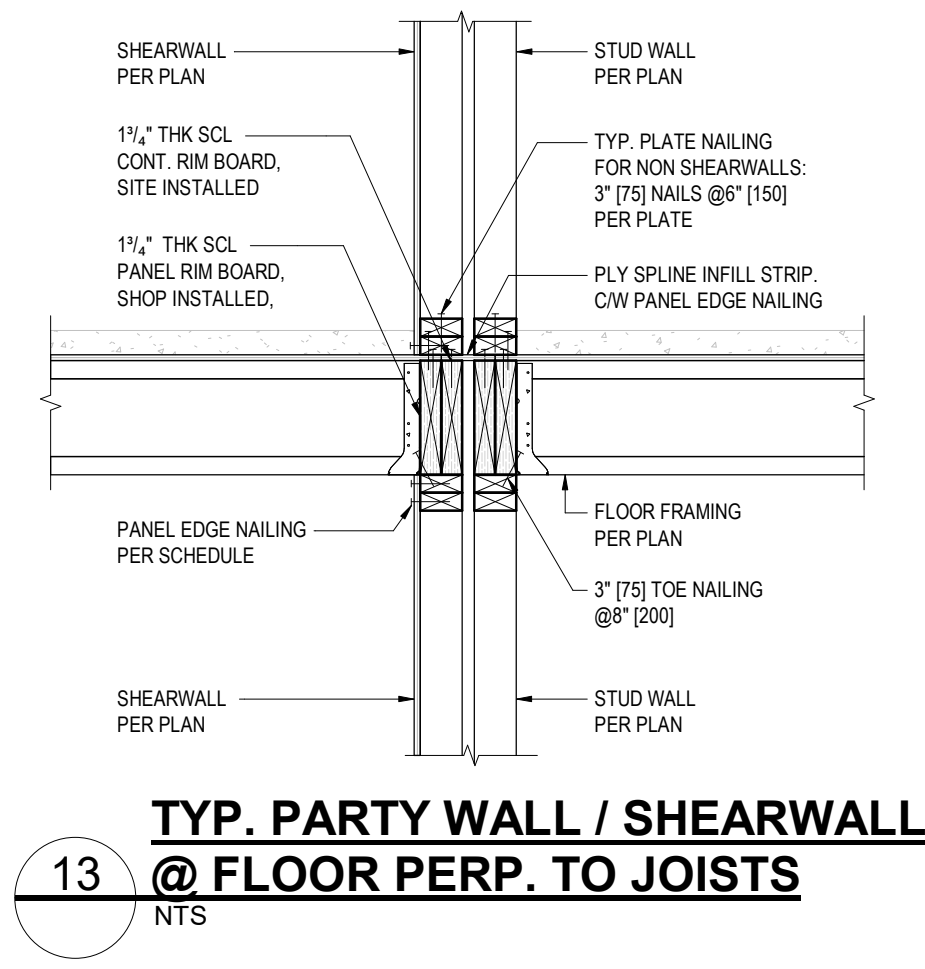 SHEARWALL
PER PLAN
1³/₄" THK SCL
CONT. RIM BOARD,
SITE INSTALLED
1³/₄" THK SCL
PANEL RIM BOARD,
SHOP INSTALLED,
PANEL EDGE NAILING
PER SCHEDULE
SHEARWALL
PER PLAN
STUD WALL
PER PLAN
TYP. PLATE NAILING
FOR NON SHEARWALLS:
3" [75] NAILS @6" [150]
PER PLATE
PLY SPLINE INFILL STRIP.
C/W PANEL EDGE NAILING
FLOOR FRAMING
PER PLAN
3" [75] TOE NAILING
@8" [200]
STUD WALL
PER PLAN
13
TYP. PARTY WALL / SHEARWALL
@ FLOOR PERP. TO JOISTS
NTS